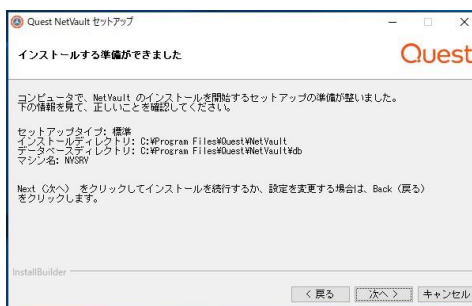 Quest NetVault セットアップ
インストールする準備ができました
Quest
コンピュータで、NetVault のインストールを開始するセットアップの準備が整いました。
下の情報を見て、正しいことを確認してください。
セットアップタイプ: 標準
インストールディレクトリ: C:¥Program Files¥Quest¥NetVault
データベースディレクトリ: C:¥Program Files¥Quest¥NetVault¥db
マシン名: NVSRV
Next (次へ) をクリックしてインストールを続行するか、設定を変更する場合は、Back (戻る)
をクリックします。
InstallBuilder
< 戻る 次へ > キャンセル